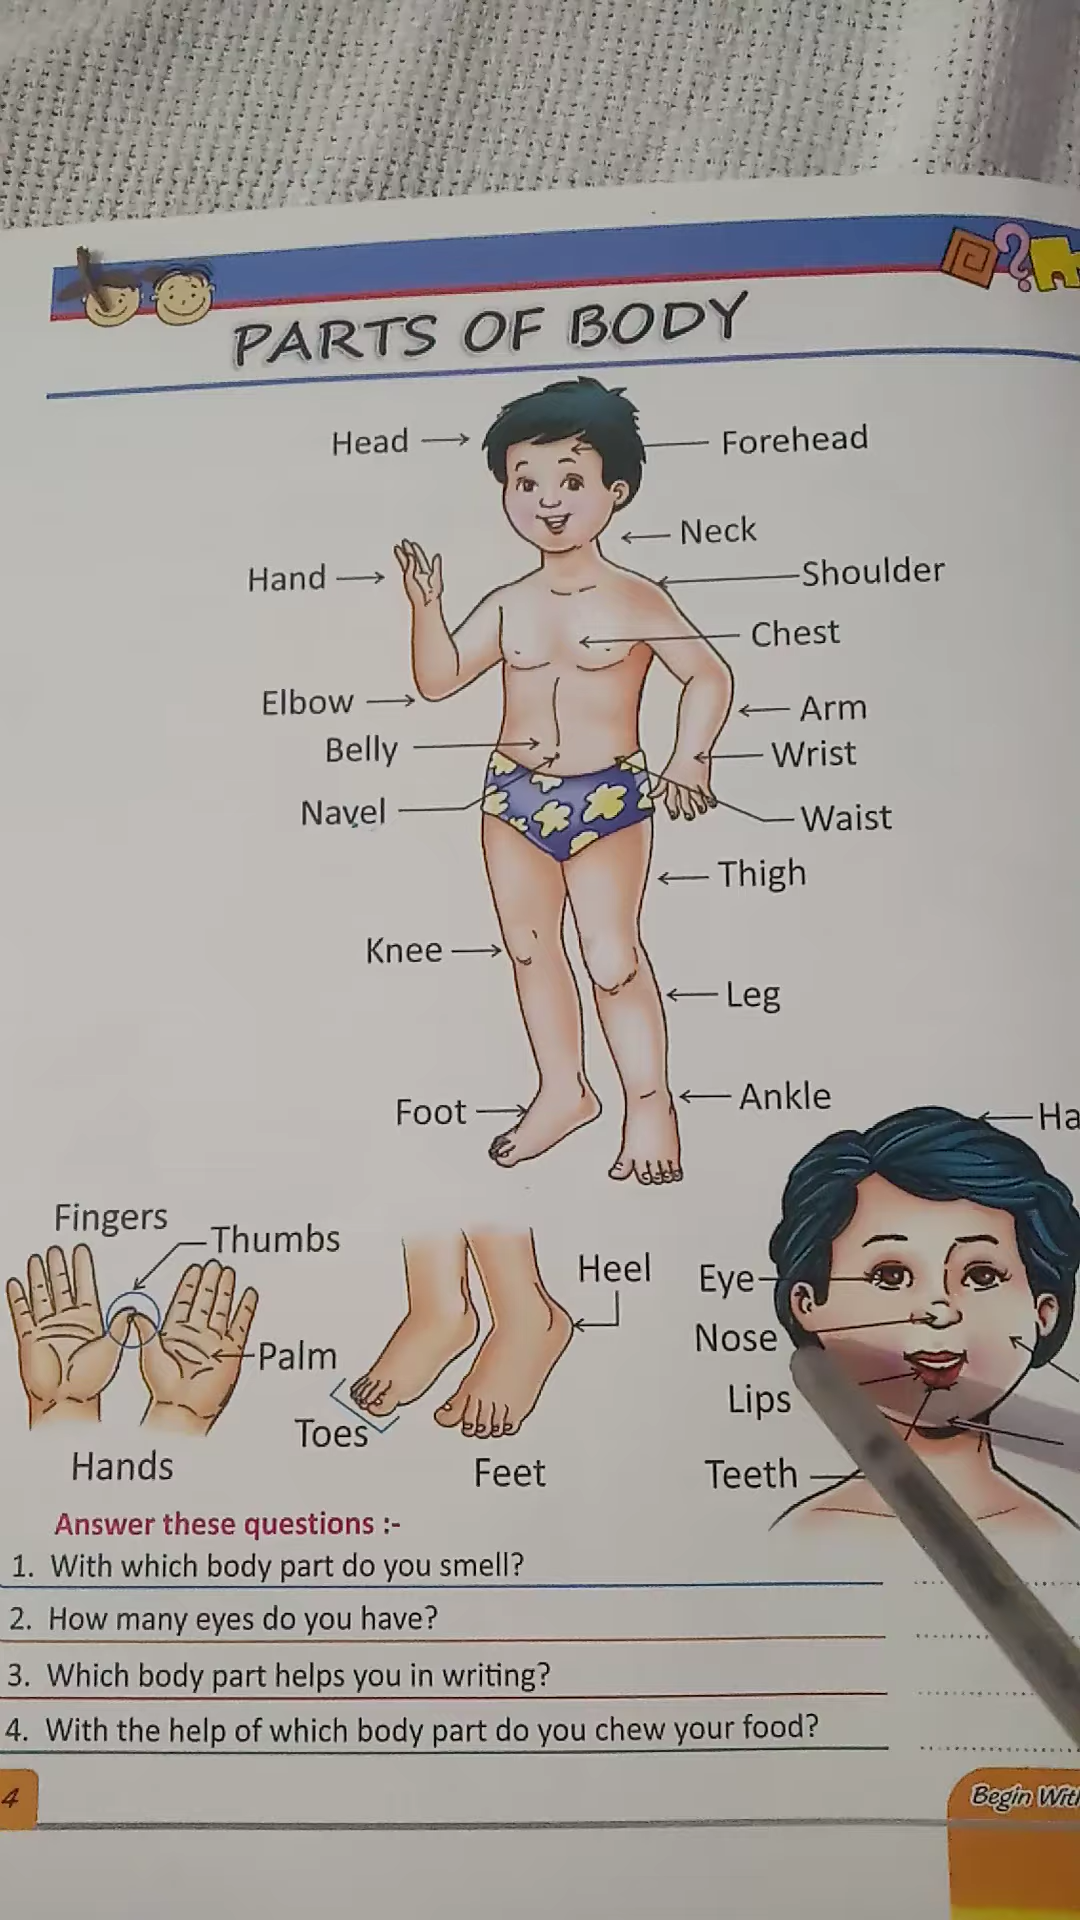 PARTS OF BODY
Head
Forehead
Neck
Hand
Shoulder
Chest
Elbow
Arm
Belly
Wrist
Navel
Waist
Thigh
Knee
Leg
Foot
Ankle
Ha
Fingers
Thumbs
Heel
Eye
Palm
Nose
Lips
Toes
Hands
Feet
Teeth
Answer these questions :-
1. With which body part do you smell?
2. How many eyes do you have?
3. Which body part helps you in writing?
4. With the help of which body part do you chew your food?
4
Begin With